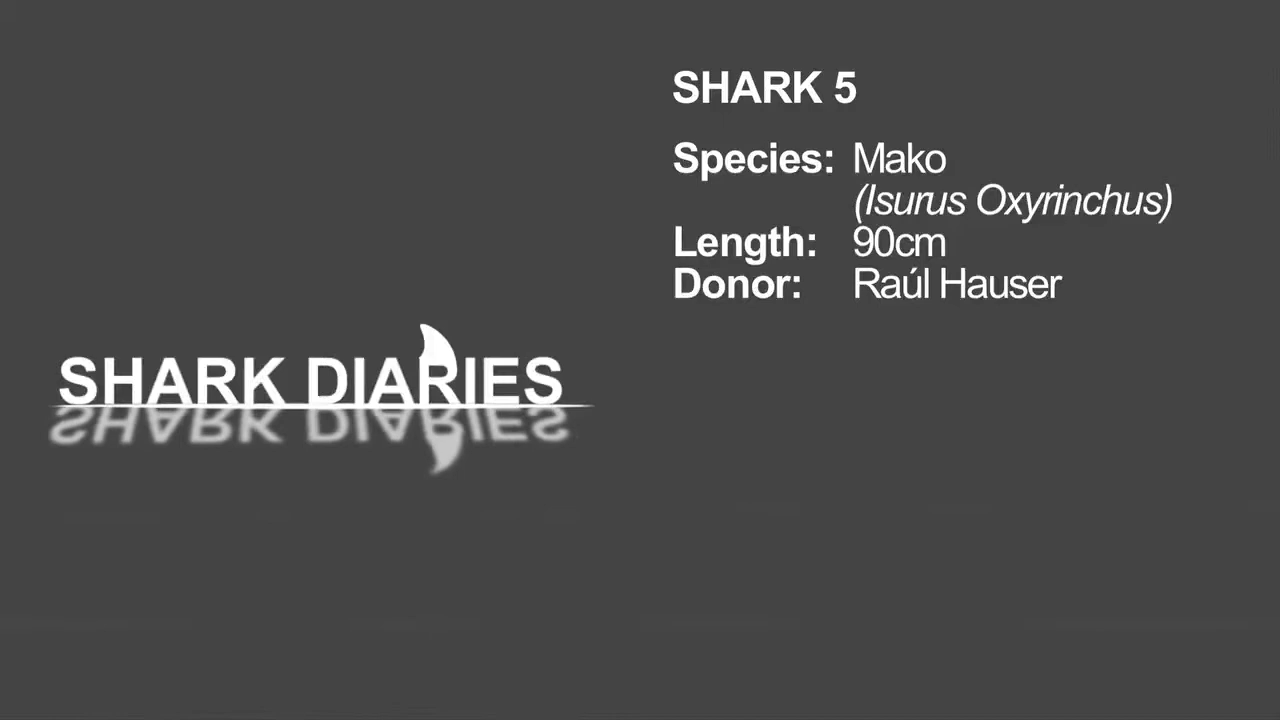 SHARK 5
Species: Mako
(Isurus Oxyrinchus)
Length: 90cm
Donor: Raúl Hauser
SHARK DIARIES